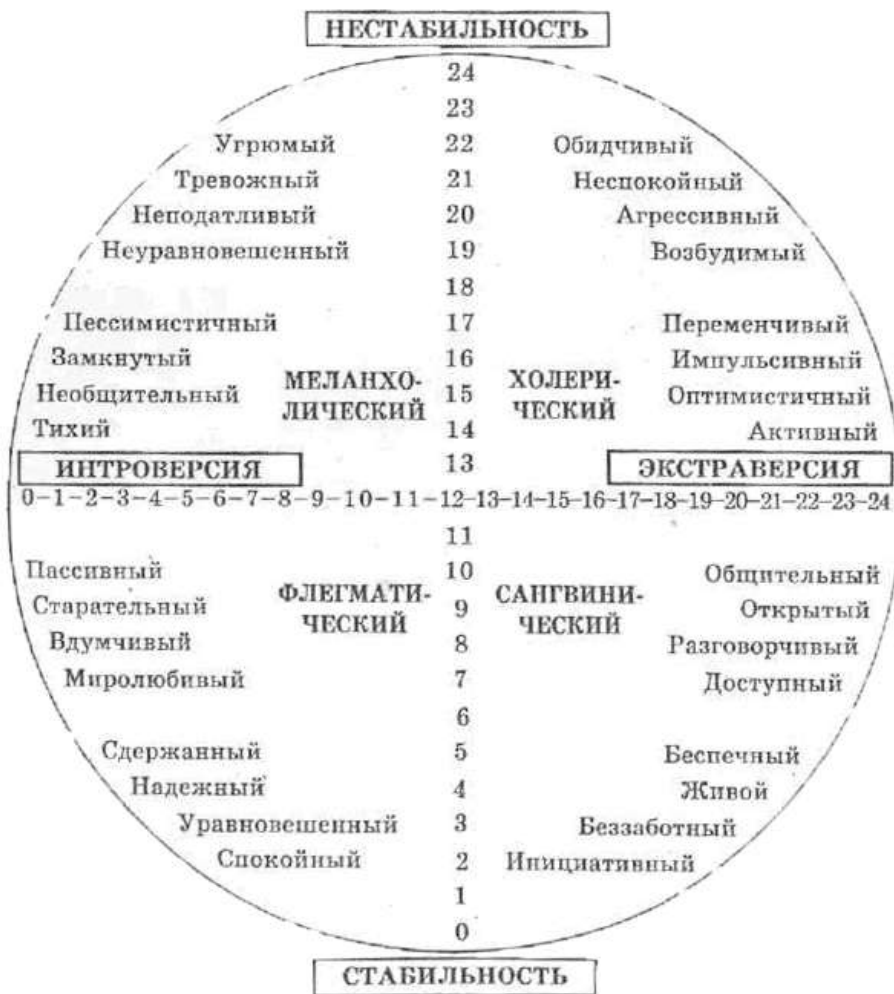 НЕСТАБИЛЬНОСТЬ
24
23
Угрюмый 22 Обидчивый
Тревожный 21 Неспокойный
Неподатливый 20 Агрессивный
Неуравновешенный 19 Возбудимый
18
Пессимистичный 17 Переменчивый
Замкнутый 16 Импульсивный
МЕЛАНХО- ХОЛЕРИ-
Необщительный 15 Оптимистичный
ЛИЧЕСКИЙ ЧЕСКИЙ
Тихий 14 Активный
ИНТРОВЕРСИЯ 13 ЭКСТРАВЕРСИЯ
0-1-2-3-4-5-6-7-8-9-10-11-12-13-14-15-16-17-18-19-20-21-22-23-24
11
Пассивный 10 Общительный
ФЛЕГМАТИ- САНГВИНИ-
Старательный 9 Открытый
ЧЕСКИЙ ЧЕСКИЙ
Вдумчивый 8 Разговорчивый
Миролюбивый 7 Доступный
6
Сдержанный 5 Беспечный
Надежный 4 Живой
Уравновешенный 3 Беззаботный
Спокойный 2 Инициативный
1
0
СТАБИЛЬНОСТЬ